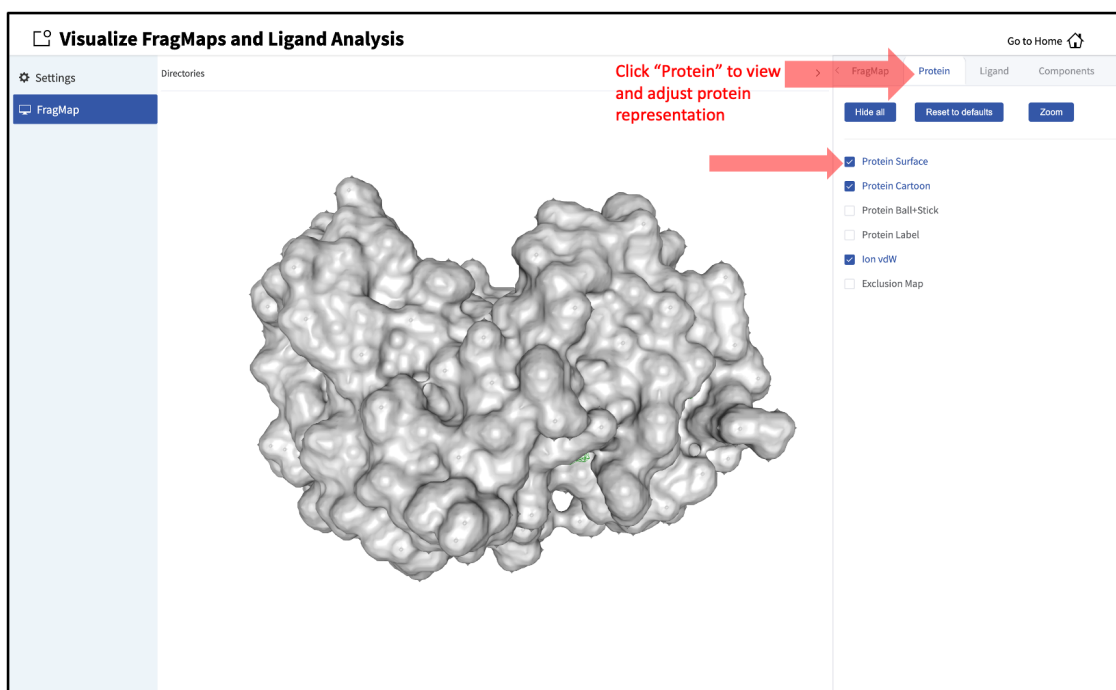 Visualize FragMaps and Ligand Analysis
Go to Home
Settings
FragMap
Directories
Click “Protein” to view
and adjust protein
representation
FragMap Protein Ligand Components
Hide all Reset to defaults Zoom
Protein Surface
Protein Cartoon
Protein Ball+Stick
Protein Label
Ion vdW
Exclusion Map